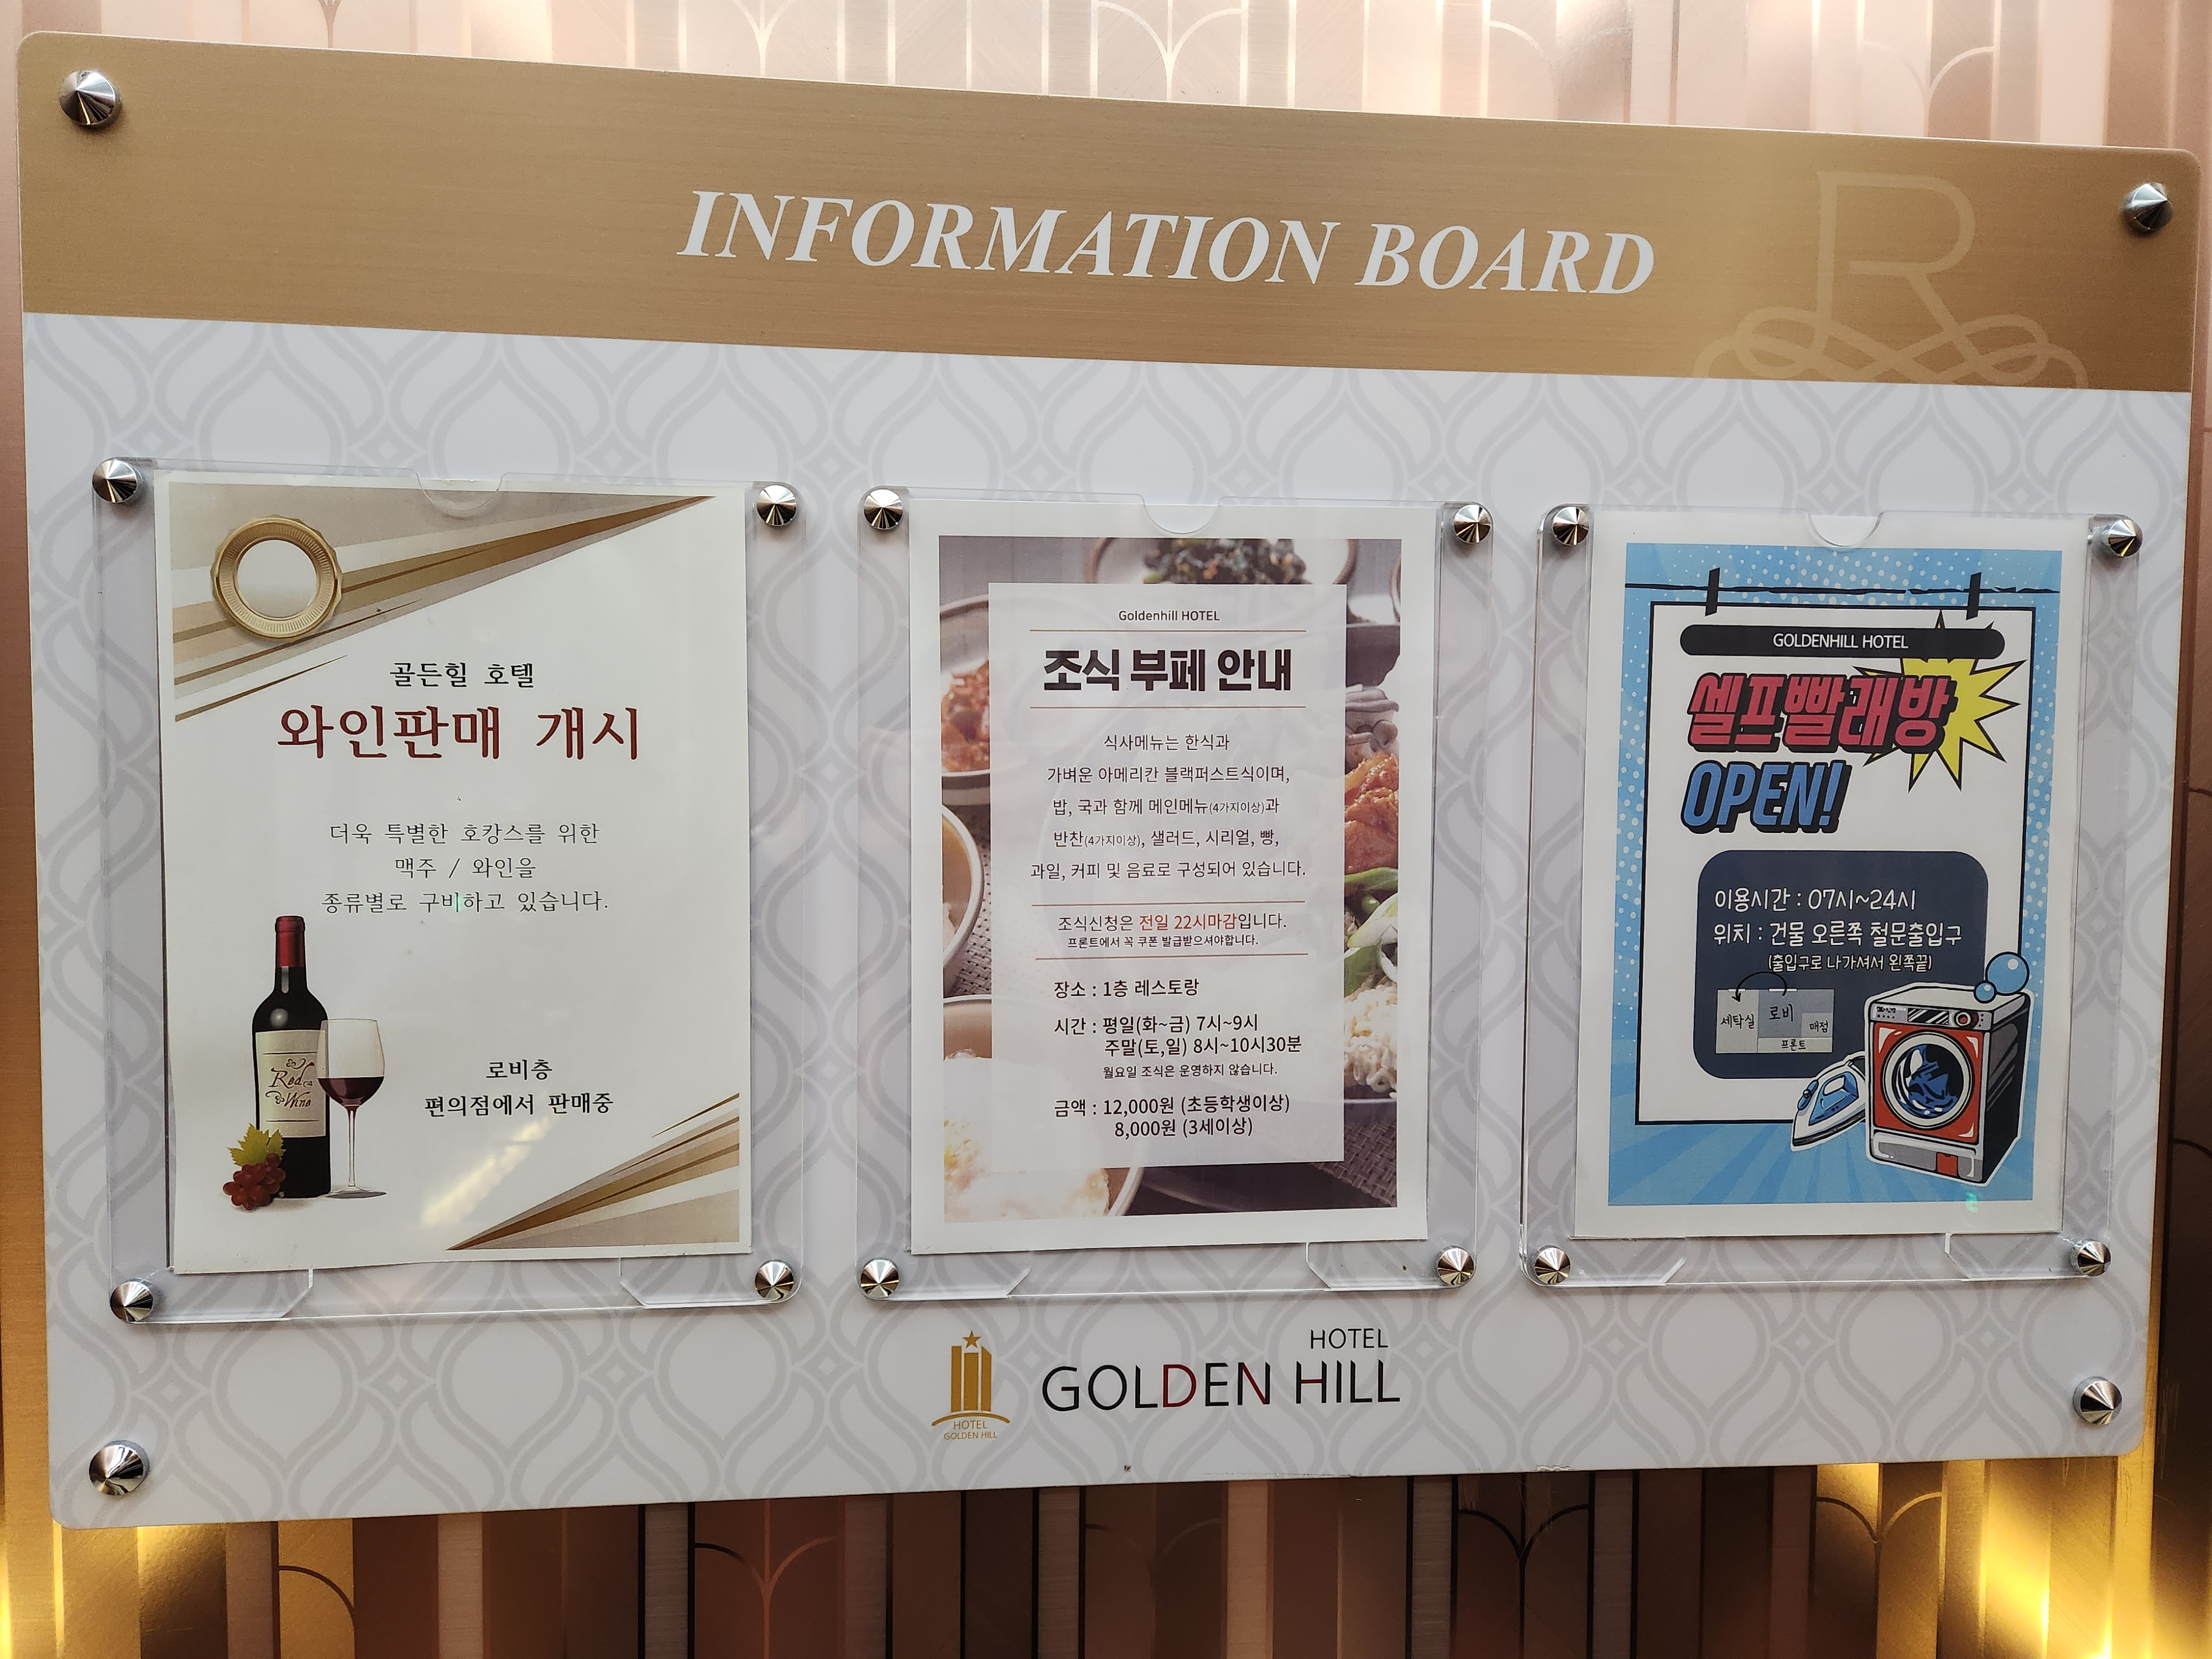 INFORMATION BOARD
골든힐 호텔
와인판매 개시
더욱 특별한 호캉스를 위한
맥주 / 와인을
종류별로 구비하고 있습니다.
Red
Wine
로비층
편의점에서 판매중
Goldenhill HOTEL
조식 부페 안내
식사메뉴는 한식과
가벼운 아메리칸 블랙퍼스트식이며,
밥, 국과 함께 메인메뉴(4가지이상)과
반찬(4가지이상), 샐러드, 시리얼, 빵,
과일, 커피 및 음료로 구성되어 있습니다.
조식신청은 전일 22시마감입니다.
프론트에서 꼭 쿠폰 발급받으셔야합니다.
장소 : 1층 레스토랑
시간 : 평일(화~금) 7시~9시
주말(토,일) 8시~10시30분
월요일 조식은 운영하지 않습니다.
금액 : 12,000원 (초등학생이상)
8,000원 (3세이상)
GOLDENHILL HOTEL
셀프빨래방
OPEN!
이용시간 : 07시~24시
위치 : 건물 오른쪽 철문출입구
(출입구로 나가셔서 왼쪽끝)
세탁실
로비
매점
프론트
HOTEL
GOLDEN HILL
HOTEL
GOLDEN HILL